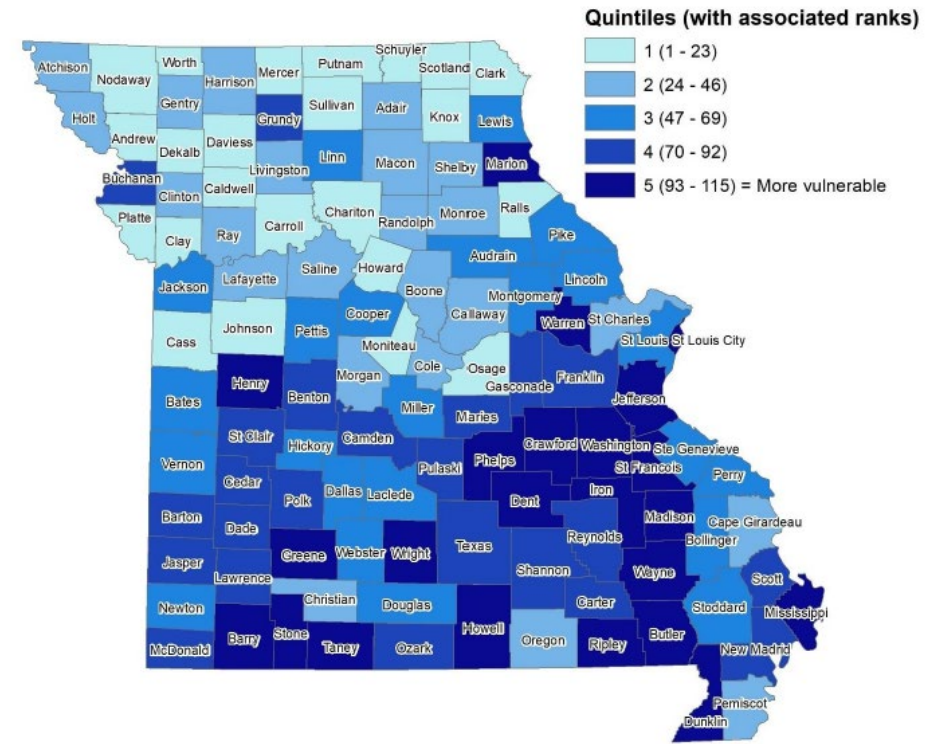 Quintiles (with associated ranks)
1 (1 - 23)
2 (24 - 46)
3 (47 - 69)
4 (70 - 92)
5 (93 - 115) = More vulnerable
Atchison
Nodaway
Worth
Harrison
Mercer
Putnam
Schuyler
Scotland
Clark
Holt
Gentry
Grundy
Sullivan
Adair
Knox
Lewis
Andrew
Dekalb
Daviess
Livingston
Linn
Macon
Shelby
Marion
Buchanan
Clinton
Caldwell
Platte
Clay
Ray
Carroll
Chariton
Randolph
Monroe
Ralls
Pike
Audrain
Jackson
Lafayette
Saline
Howard
Boone
Callaway
Montgomery
Lincoln
Warren
St Charles
St Louis
St Louis City
Cass
Johnson
Pettis
Cooper
Moniteau
Morgan
Cole
Osage
Gasconade
Franklin
Jefferson
Bates
Henry
Benton
Miller
Maries
St Clair
Hickory
Camden
Pulaski
Phelps
Crawford
Washington
Ste Genevieve
St Francois
Perry
Vernon
Cedar
Polk
Dallas
Laclede
Dent
Iron
Madison
Cape Girardeau
Bollinger
Barton
Dade
Greene
Webster
Wright
Texas
Reynolds
Shannon
Wayne
Jasper
Lawrence
Christian
Douglas
Carter
Stoddard
Scott
Mississippi
Newton
McDonald
Barry
Stone
Taney
Ozark
Howell
Oregon
Ripley
Butler
New Madrid
Pemiscot
Dunklin